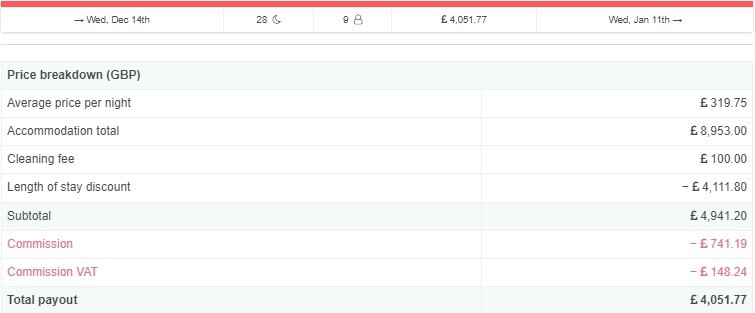 → Wed, Dec 14th 28 9 £ 4,051.77 Wed, Jan 11th →
Price breakdown (GBP)
Average price per night £ 319.75
Accommodation total £ 8,953.00
Cleaning fee £ 100.00
Length of stay discount − £ 4,111.80
Subtotal £ 4,941.20
Commission − £ 741.19
Commission VAT − £ 148.24
Total payout £ 4,051.77